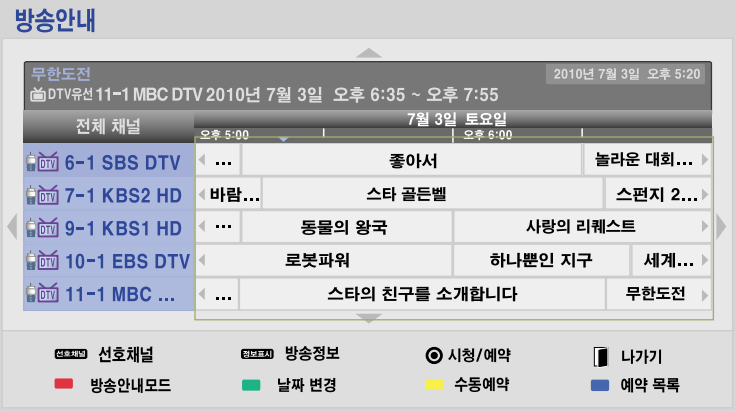 방송안내
무한도전
2010년 7월 3일 오후 5:20
DTV유선 11-1 MBC DTV 2010년 7월 3일 오후 6:35 ~ 오후 7:55
전체 채널
7월 3일 토요일
오후 5:00 오후 6:00
DTV 6-1 SBS DTV ... 좋아서 놀라운 대회...
DTV 7-1 KBS2 HD 바람... 스타 골든벨 스펀지 2...
DTV 9-1 KBS1 HD ... 동물의 왕국 사랑의 리퀘스트
DTV 10-1 EBS DTV 로봇파워 하나뿐인 지구 세계...
DTV 11-1 MBC ... ... 스타의 친구를 소개합니다 무한도전
선호채널 선호채널 정보표시 방송정보 시청/예약 나가기
방송안내모드 날짜 변경 수동예약 예약 목록